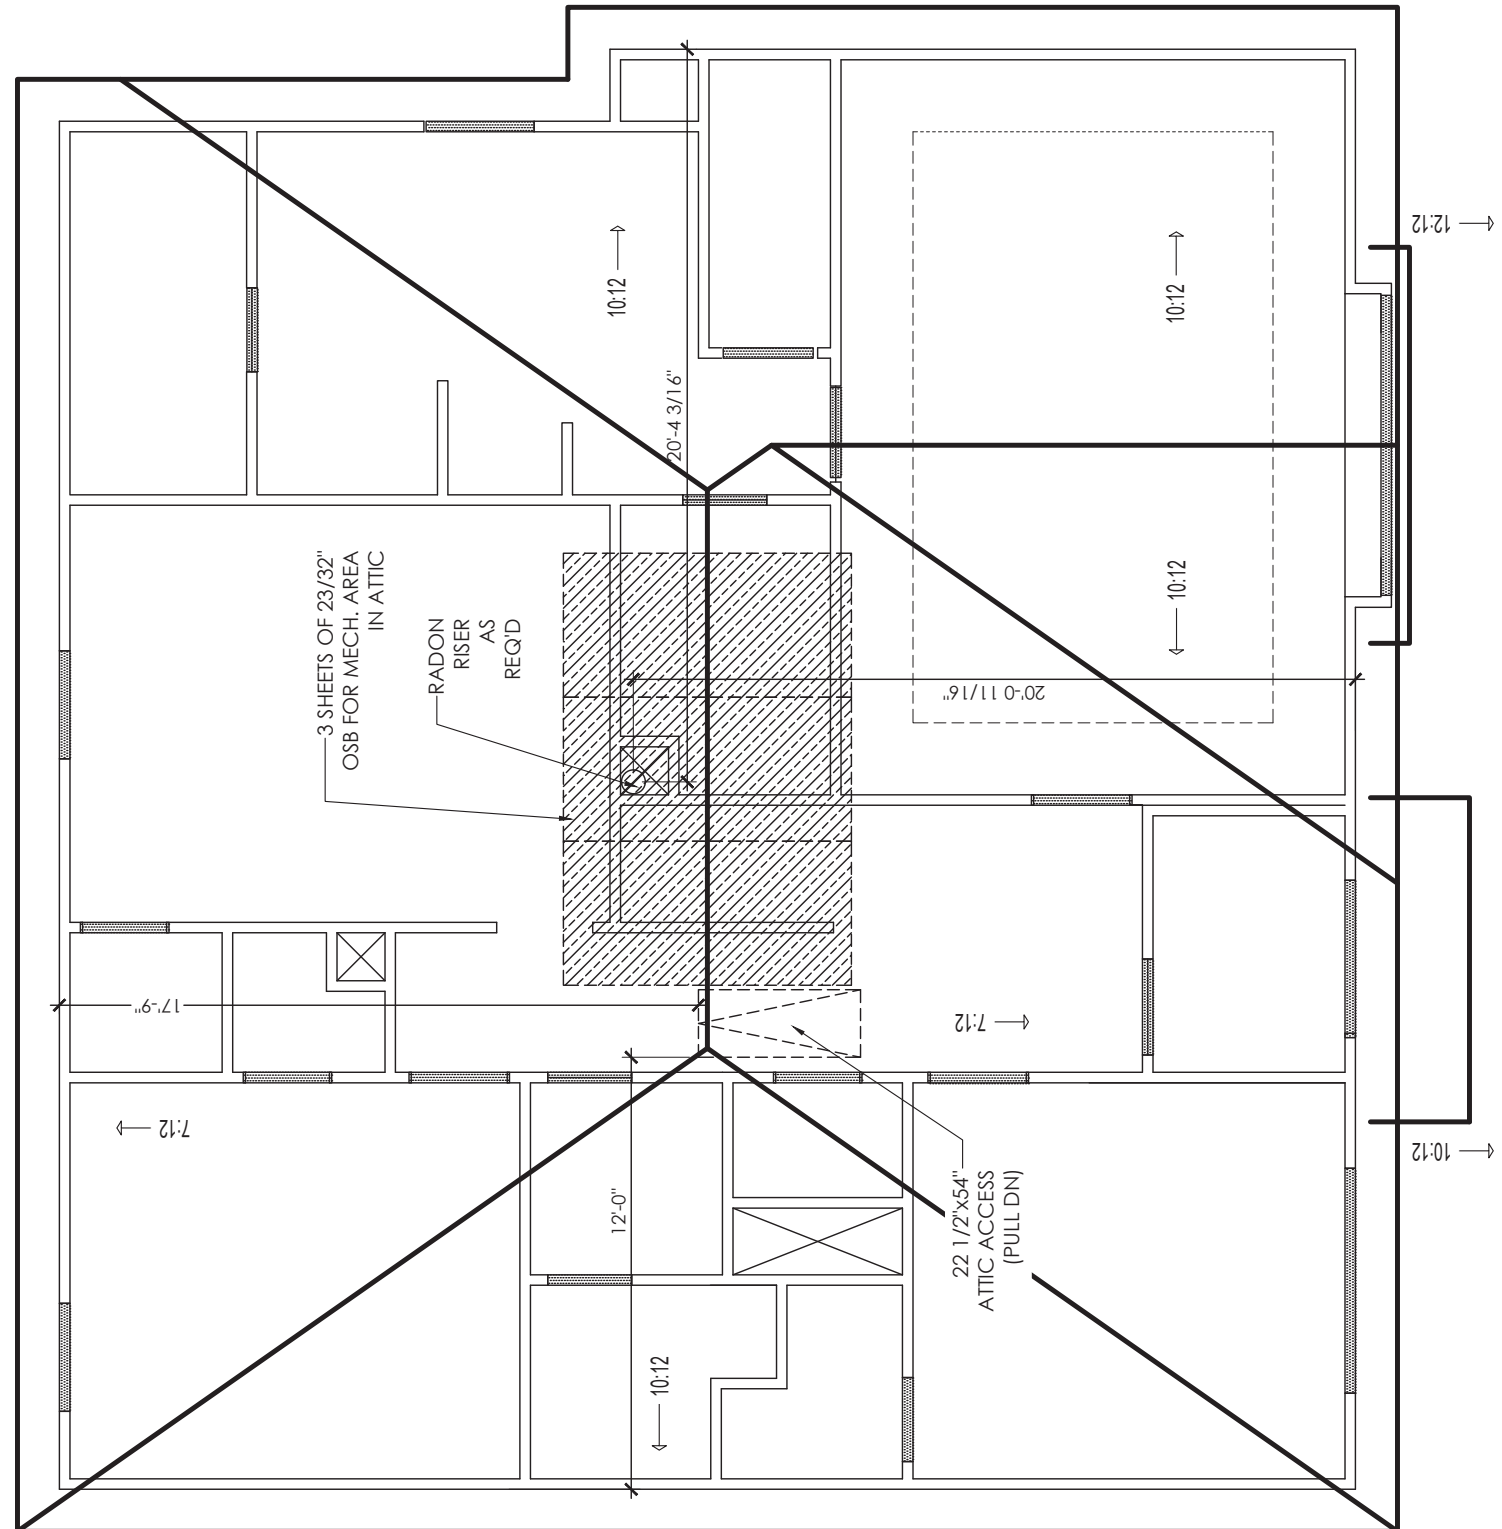 12:12
10:12
10:12
20'-4 3/16"
3 SHEETS OF 23/32"
OSB FOR MECH. AREA
IN ATTIC
RADON
RISER
AS
REQ'D
10:12
20'-0 11/16"
17'-9"
7:12
7:12
10:12
12'-0"
22 1/2"x54"
ATTIC ACCESS
(PULL DN)
10:12